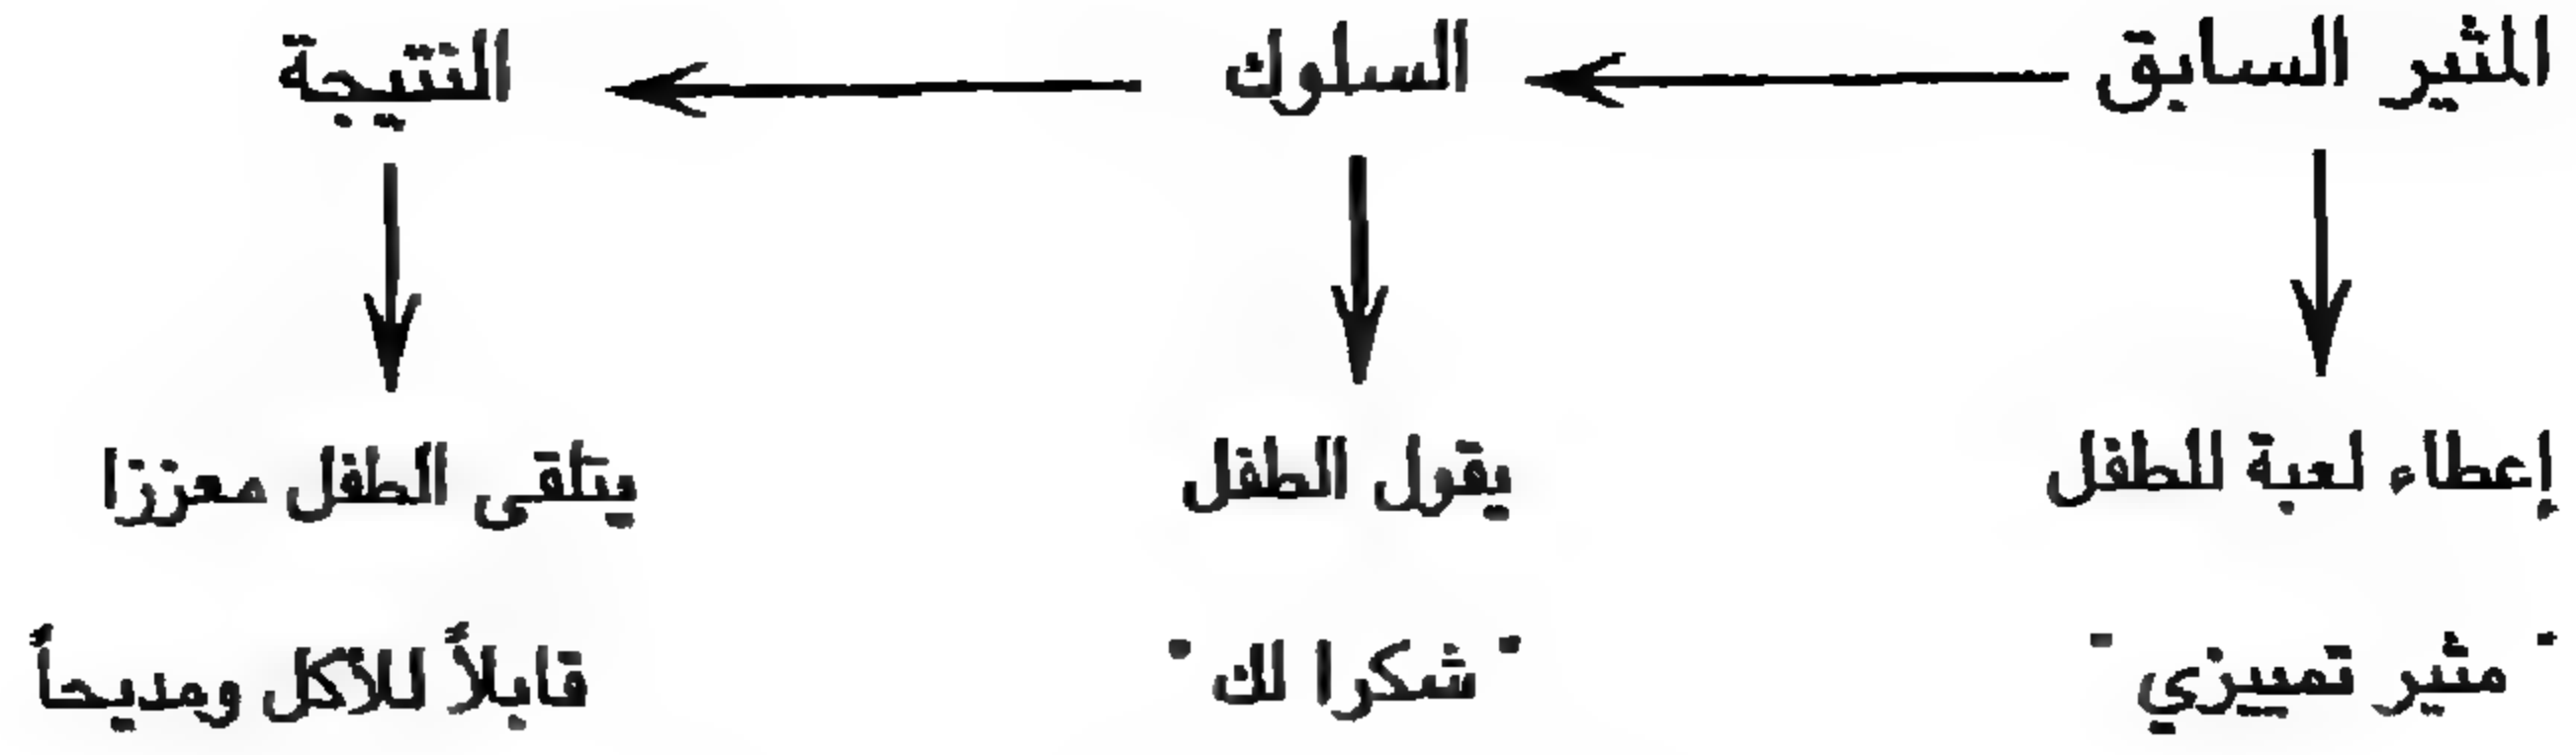 المثير السابق
السلوك
النتيجة
إعطاء لعبة للطفل
" مثير تمييزي "
يقول الطفل
" شكرا لك "
يتلقى الطفل معززا
قابلاً للأكل ومديحاً